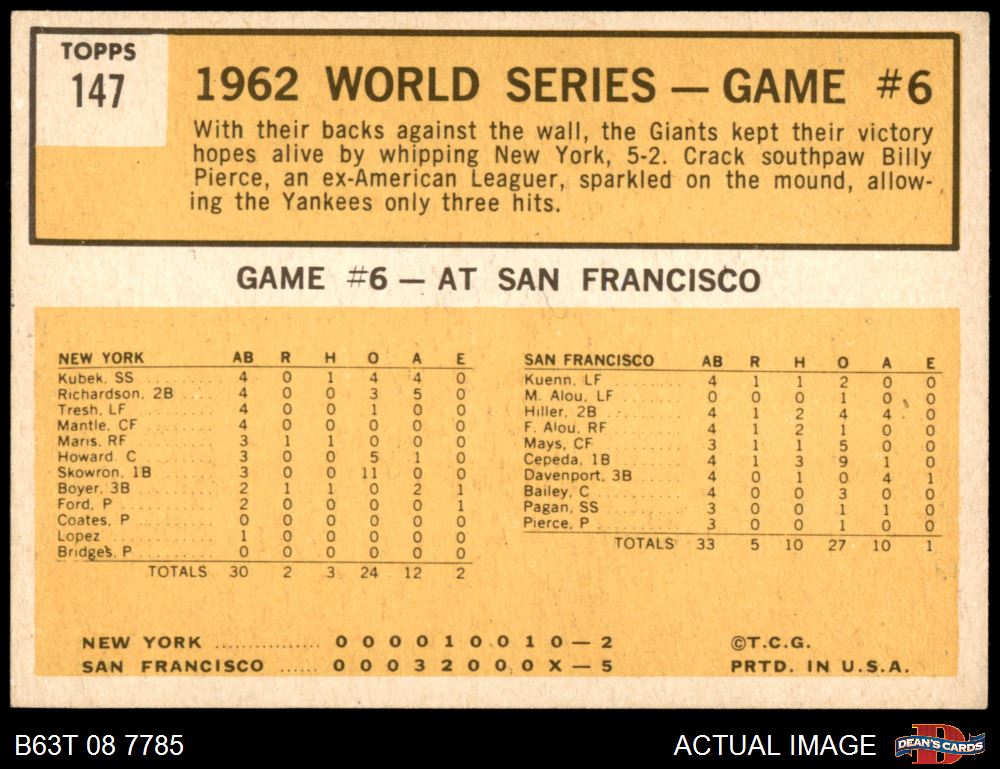 TOPPS
147
1962 WORLD SERIES — GAME #6
With their backs against the wall, the Giants kept their victory
hopes alive by whipping New York, 5-2. Crack southpaw Billy
Pierce, an ex-American Leaguer, sparkled on the mound, allow-
ing the Yankees only three hits.
GAME #6 — AT SAN FRANCISCO
NEW YORK AB R H O A E
Kubek, SS 4 0 1 4 4 0
Richardson, 2B 4 0 0 3 5 0
Tresh, LF 4 0 0 1 0 0
Mantle, CF 4 0 0 0 0 0
Maris, RF 3 1 1 0 0 0
Howard C 3 0 0 5 1 0
Skowron, 1B 3 0 0 11 0 0
Boyer, 3B 2 1 1 0 2 1
Ford, P 2 0 0 0 0 1
Coates, P 0 0 0 0 0 0
Lopez 1 0 0 0 0 0
Bridges, P 0 0 0 0 0 0
TOTALS 30 2 3 24 12 2
SAN FRANCISCO AB R H O A E
Kuenn, LF 4 1 1 2 0 0
M. Alou, LF 0 0 0 1 0 0
Hiller, 2B 4 1 2 4 4 0
F. Alou, RF 4 1 2 1 0 0
Mays, CF 3 1 1 5 0 0
Cepeda, 1B 4 1 3 9 1 0
Davenport, 3B 4 0 1 0 4 1
Bailey, C 4 0 0 3 0 0
Pagan, SS 3 0 0 1 1 0
Pierce, P 3 0 0 1 0 0
TOTALS 33 5 10 27 10 1
NEW YORK ............... 0 0 0 0 1 0 0 1 0 — 2
SAN FRANCISCO ...... 0 0 0 3 2 0 0 0 X — 5
©T.C.G.
PRTD. IN U.S.A.
B63T 08 7785
ACTUAL IMAGE
D
DEAN'S CARDS